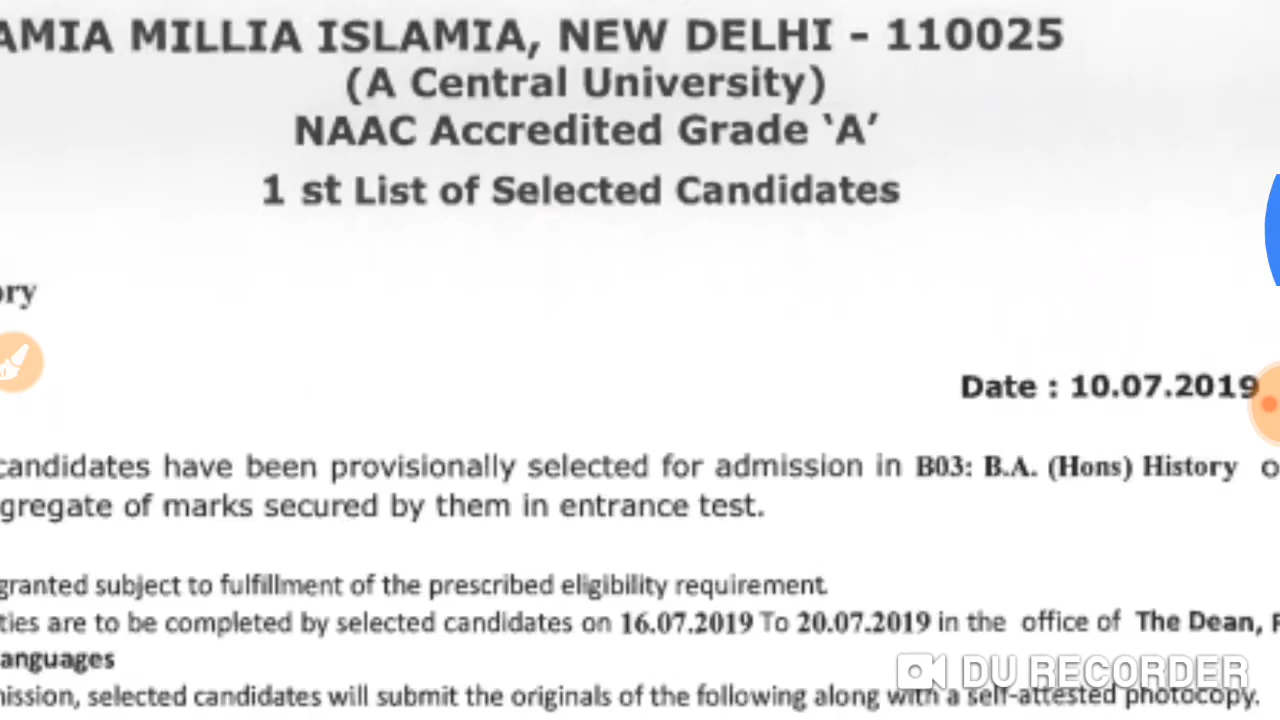 AMIA MILLIA ISLAMIA, NEW DELHI - 110025
(A Central University)
NAAC Accredited Grade ‘A’
1 st List of Selected Candidates
ory
Date : 10.07.2019
candidates have been provisionally selected for admission in B03: B.A. (Hons) History o
gregate of marks secured by them in entrance test.
granted subject to fulfillment of the prescribed eligibility requirement.
ties are to be completed by selected candidates on 16.07.2019 To 20.07.2019 in the office of The Dean, F
anguages
DU RECORDER
nission, selected candidates will submit the originals of the following along with a self-attested photocopy.